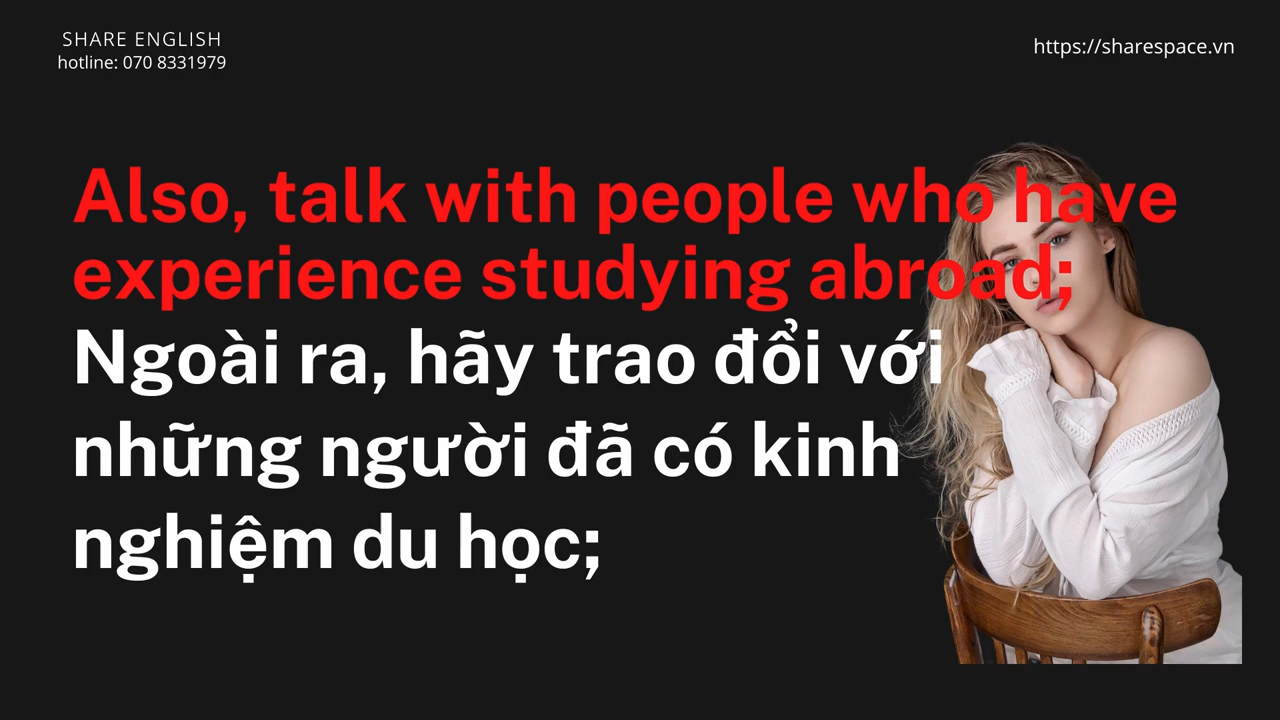 SHARE ENGLISH
hotline: 070 8331979
https://sharespace.vn
Also, talk with people who have
experience studying abroad;
Ngoài ra, hãy trao đổi với
những người đã có kinh
nghiệm du học;